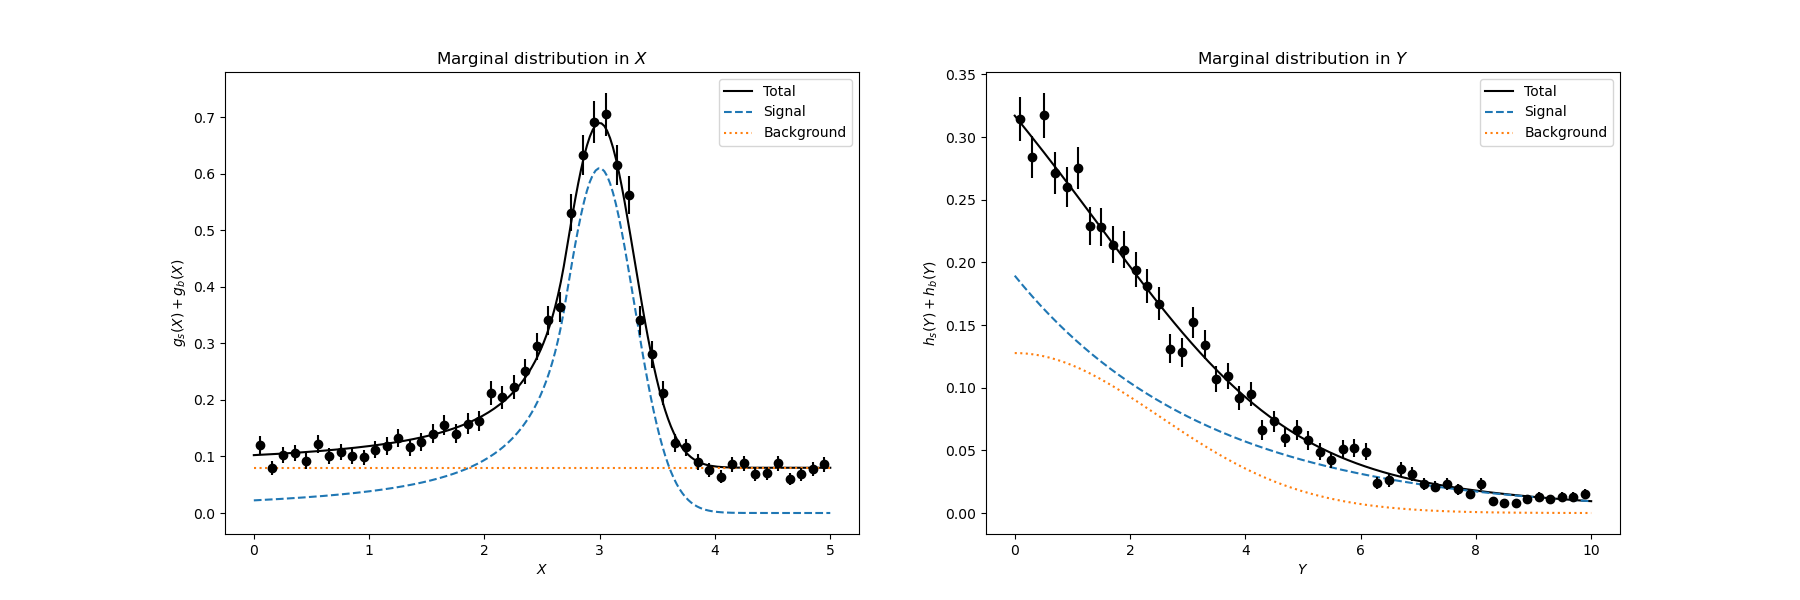 Marginal distribution in X
Total
Signal
Background
g_s(X) + g_b(X)
0.7
0.6
0.5
0.4
0.3
0.2
0.1
0.0
0 1 2 3 4 5
X
Marginal distribution in Y
Total
Signal
Background
h_s(Y) + h_b(Y)
0.35
0.30
0.25
0.20
0.15
0.10
0.05
0.00
0 2 4 6 8 10
Y